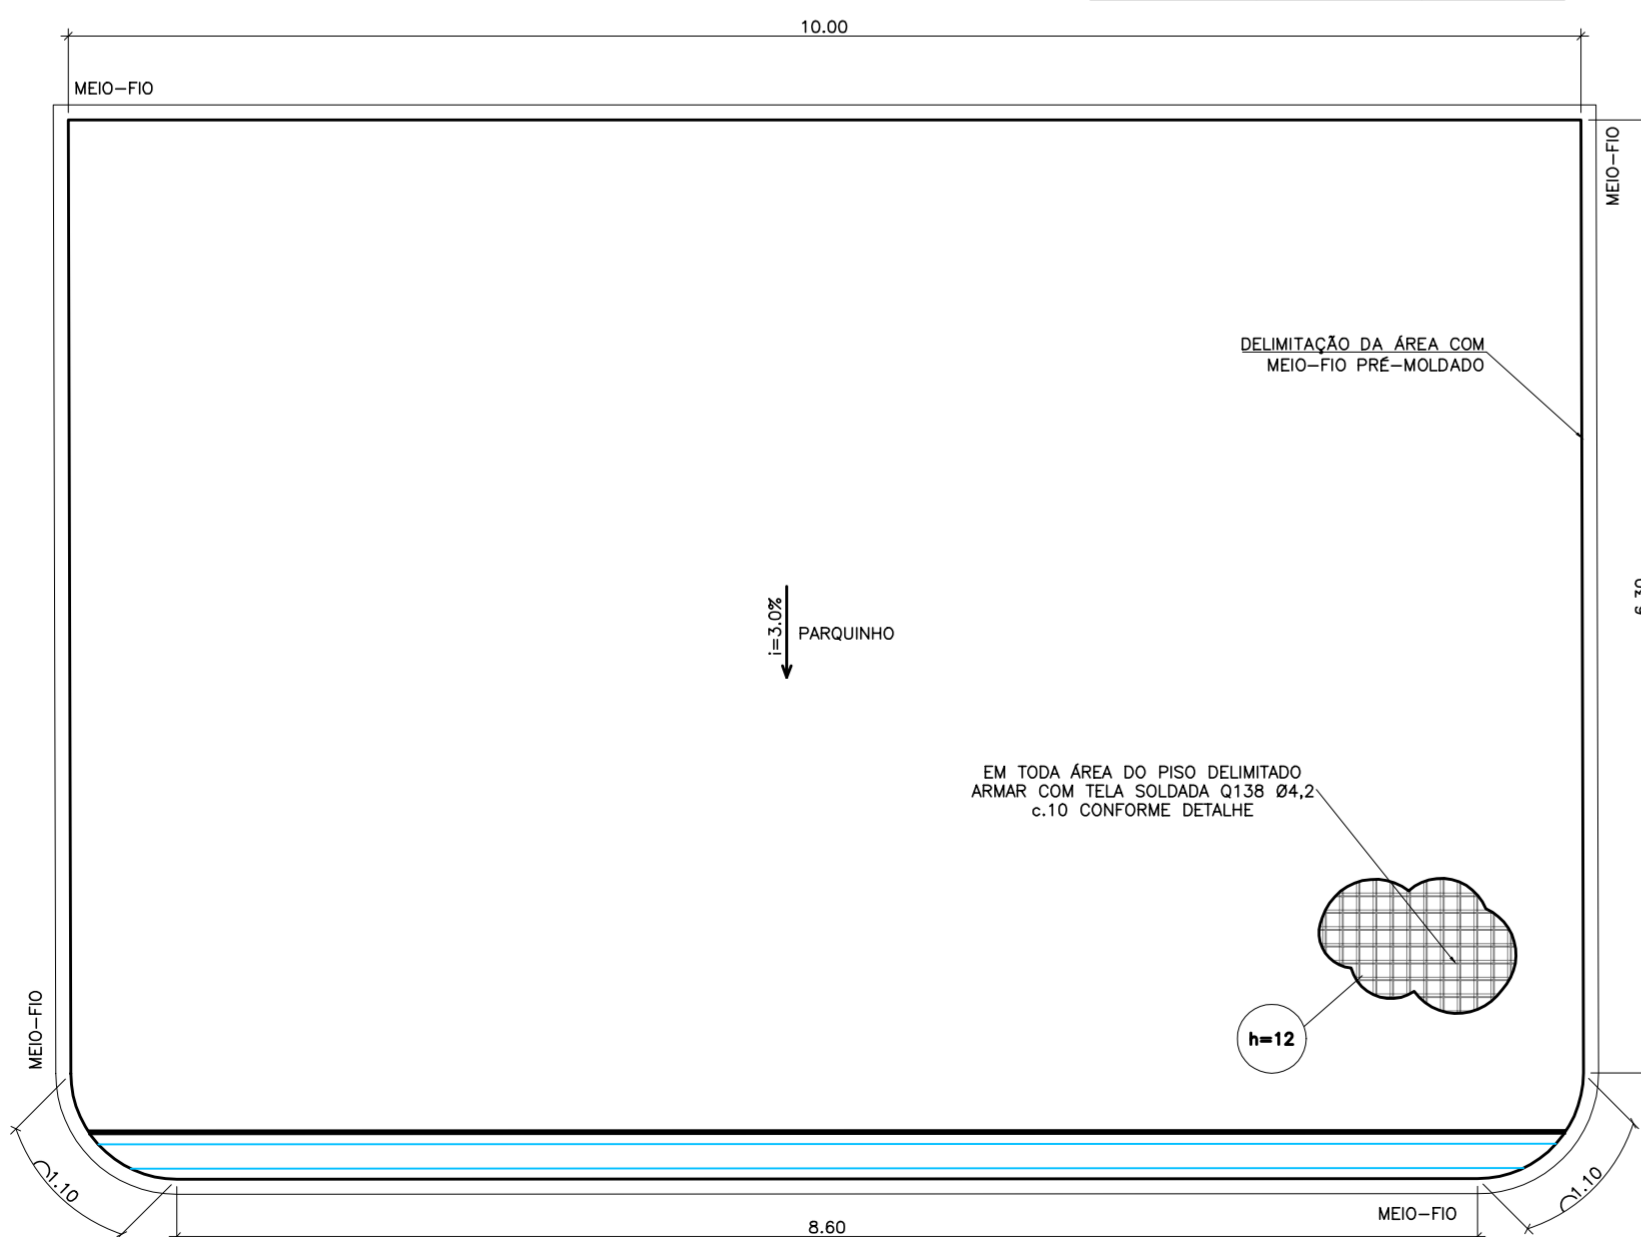 10.00
MEIO-FIO
MEIO-FIO
DELIMITAÇÃO DA ÁREA COM
MEIO-FIO PRÉ-MOLDADO
i=3.0%
PARQUINHO
EM TODA ÁREA DO PISO DELIMITADO
ARMAR COM TELA SOLDADA Q138 Ø4,2
c.10 CONFORME DETALHE
h=12
MEIO-FIO
1.10
1.10
MEIO-FIO
8.60